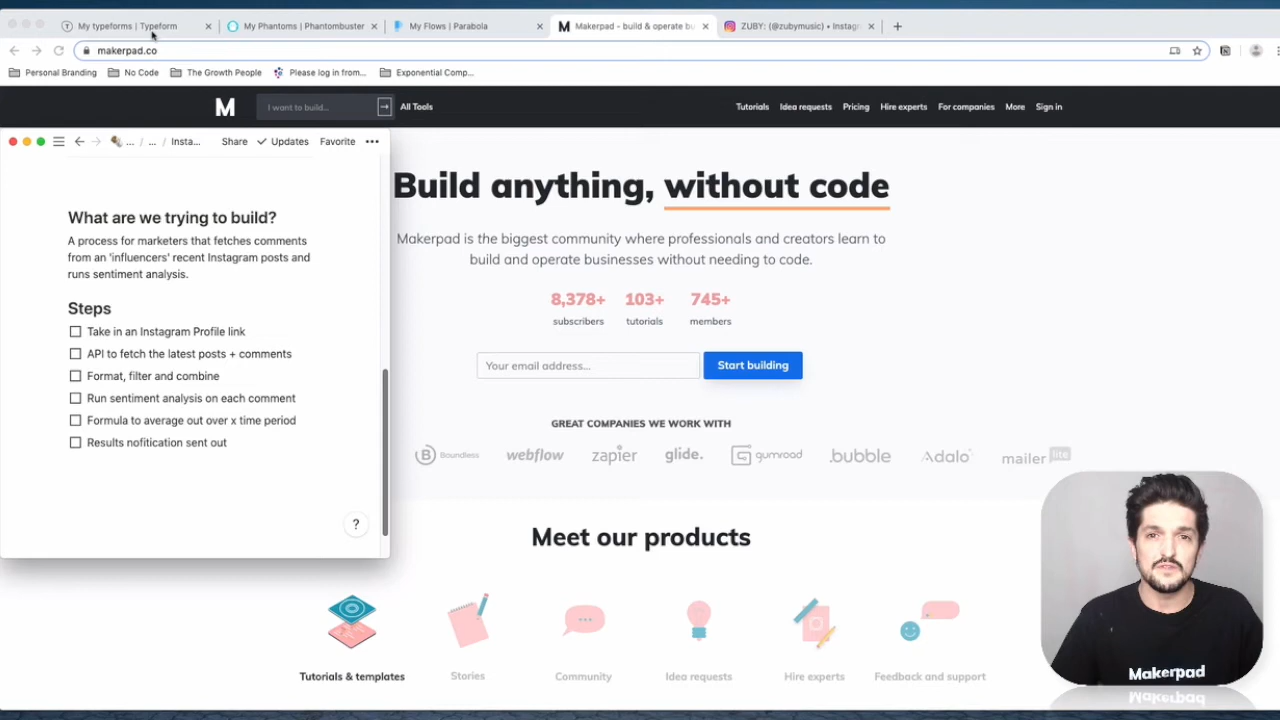 My typeforms | Typeform
My Phantoms | Phantombuster
My Flows | Parabola
Makerpad - build & operate bu
ZUBY: (@zubymusic) • Instagr
makerpad.co
Personal Branding
No Code
The Growth People
Please log in from...
Exponential Comp...
M
I want to build...
All Tools
Tutorials
Idea requests
Pricing
Hire experts
For companies
More
Sign in
... / ... / Insta...
Share
Updates
Favorite
What are we trying to build?
A process for marketers that fetches comments
from an 'influencers' recent Instagram posts and
runs sentiment analysis.
Steps
Take in an Instagram Profile link
API to fetch the latest posts + comments
Format, filter and combine
Run sentiment analysis on each comment
Formula to average out over x time period
Results nofitication sent out
?
Build anything, without code
Makerpad is the biggest community where professionals and creators learn to
build and operate businesses without needing to code.
8,378+
103+
745+
subscribers
tutorials
members
Your email address...
Start building
GREAT COMPANIES WE WORK WITH
B Boundless
webflow
zapier
glide.
gumroad
.bubble
Adalo
mailer lite
Meet our products
Tutorials & templates
Stories
Community
Idea requests
Hire experts
Feedback and support
Makerpad